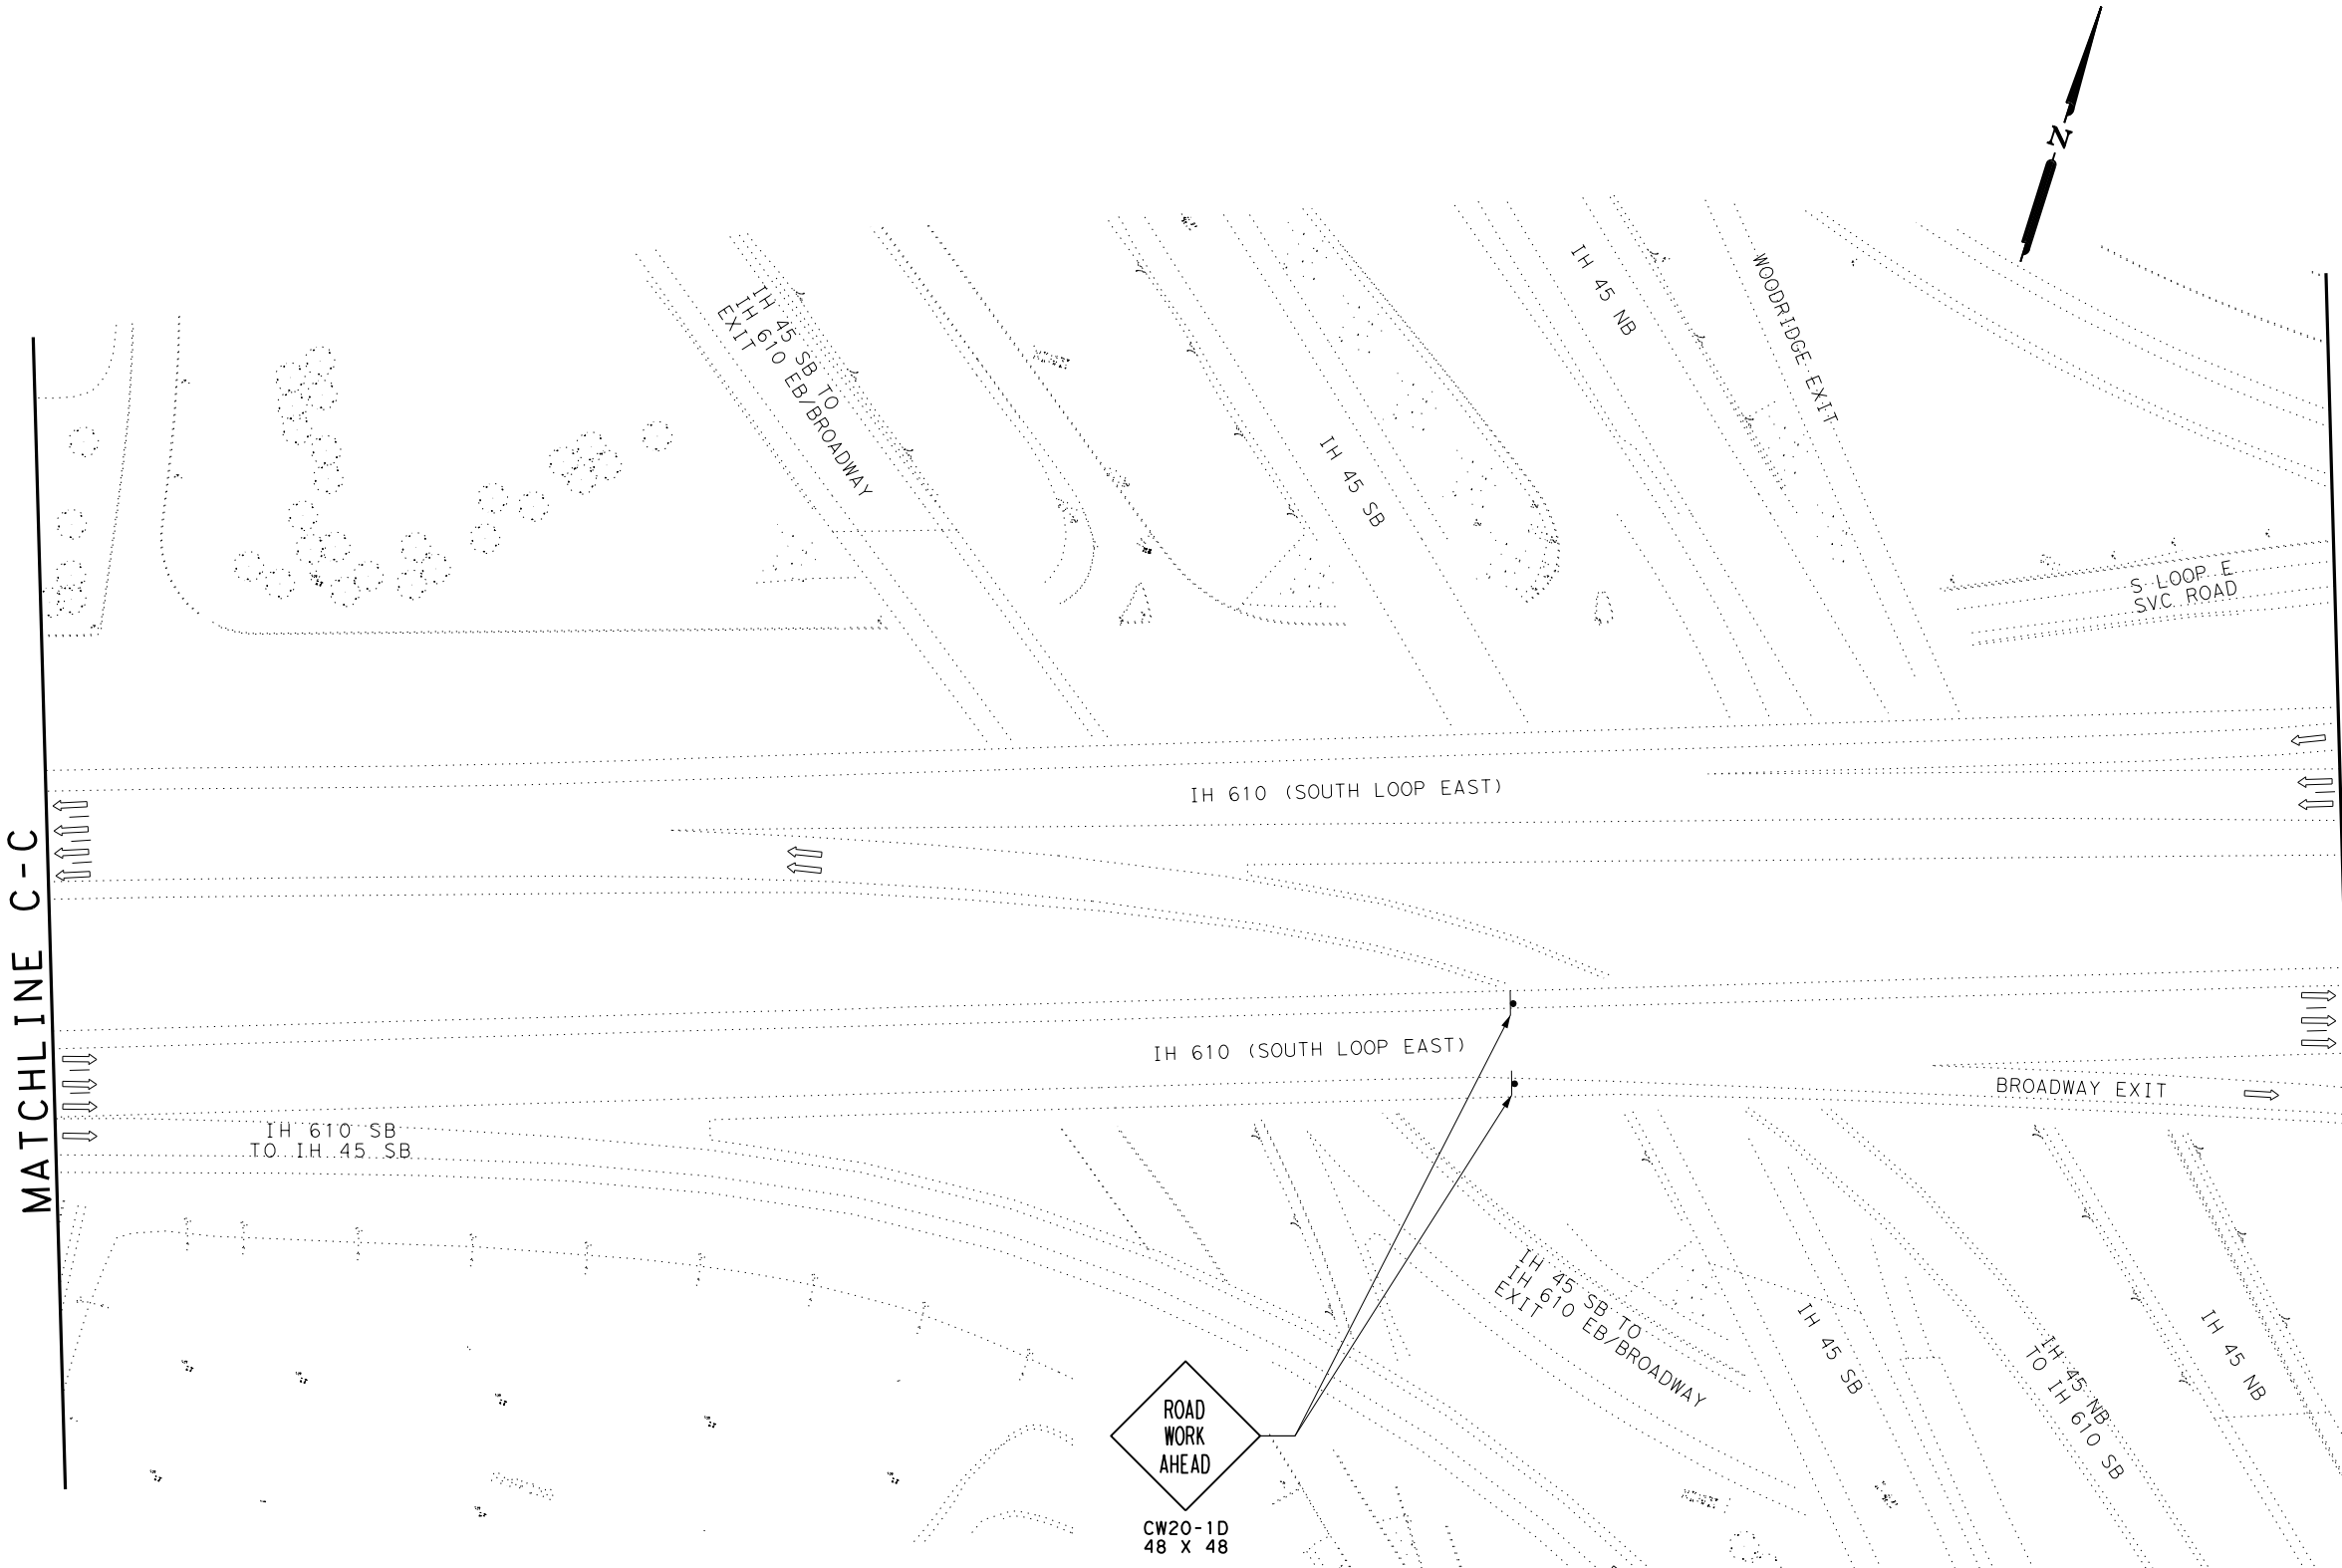 N
IH 45 SB TO
IH 610 EB/BROADWAY
EXIT
IH 45 SB
IH 45 NB
WOODRIDGE EXIT
S LOOP E
SVC ROAD
IH 610 (SOUTH LOOP EAST)
MATCHLINE C-C
IH 610 (SOUTH LOOP EAST)
BROADWAY EXIT
IH 610 SB
TO IH 45 SB
IH 45 SB TO
IH 610 EB/BROADWAY
EXIT
IH 45 SB
IH 45 NB
TO IH 610 SB
IH 45 NB
ROAD
WORK
AHEAD
CW20-1D
48 X 48